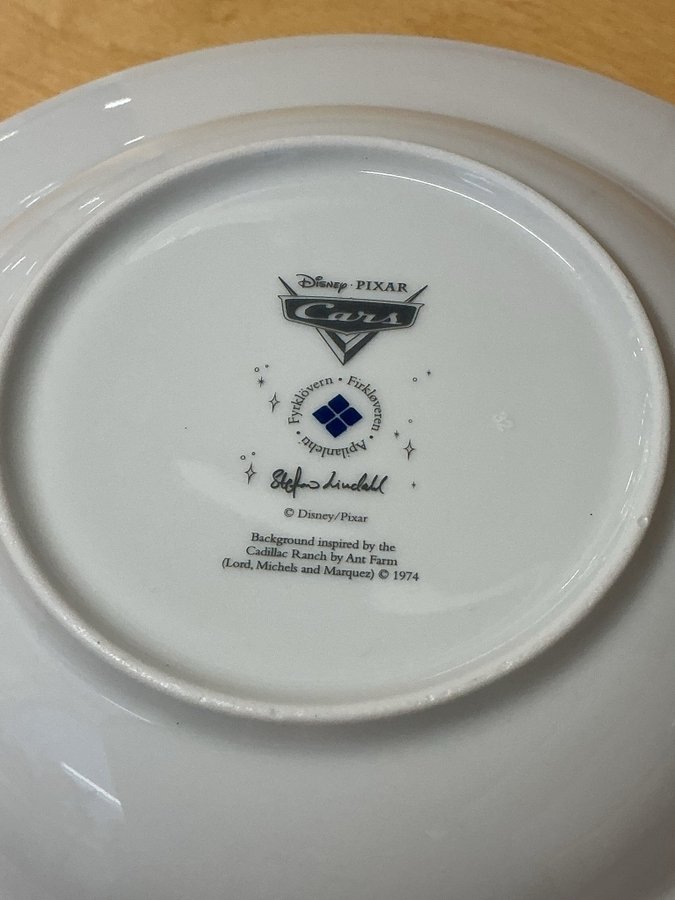 Disney · PIXAR
Cars
Fyrklövern • Firkløveren • Apilanlehti •
Stefan Lindahl
© Disney/Pixar
Background inspired by the
Cadillac Ranch by Ant Farm
(Lord, Michels and Marquez) © 1974